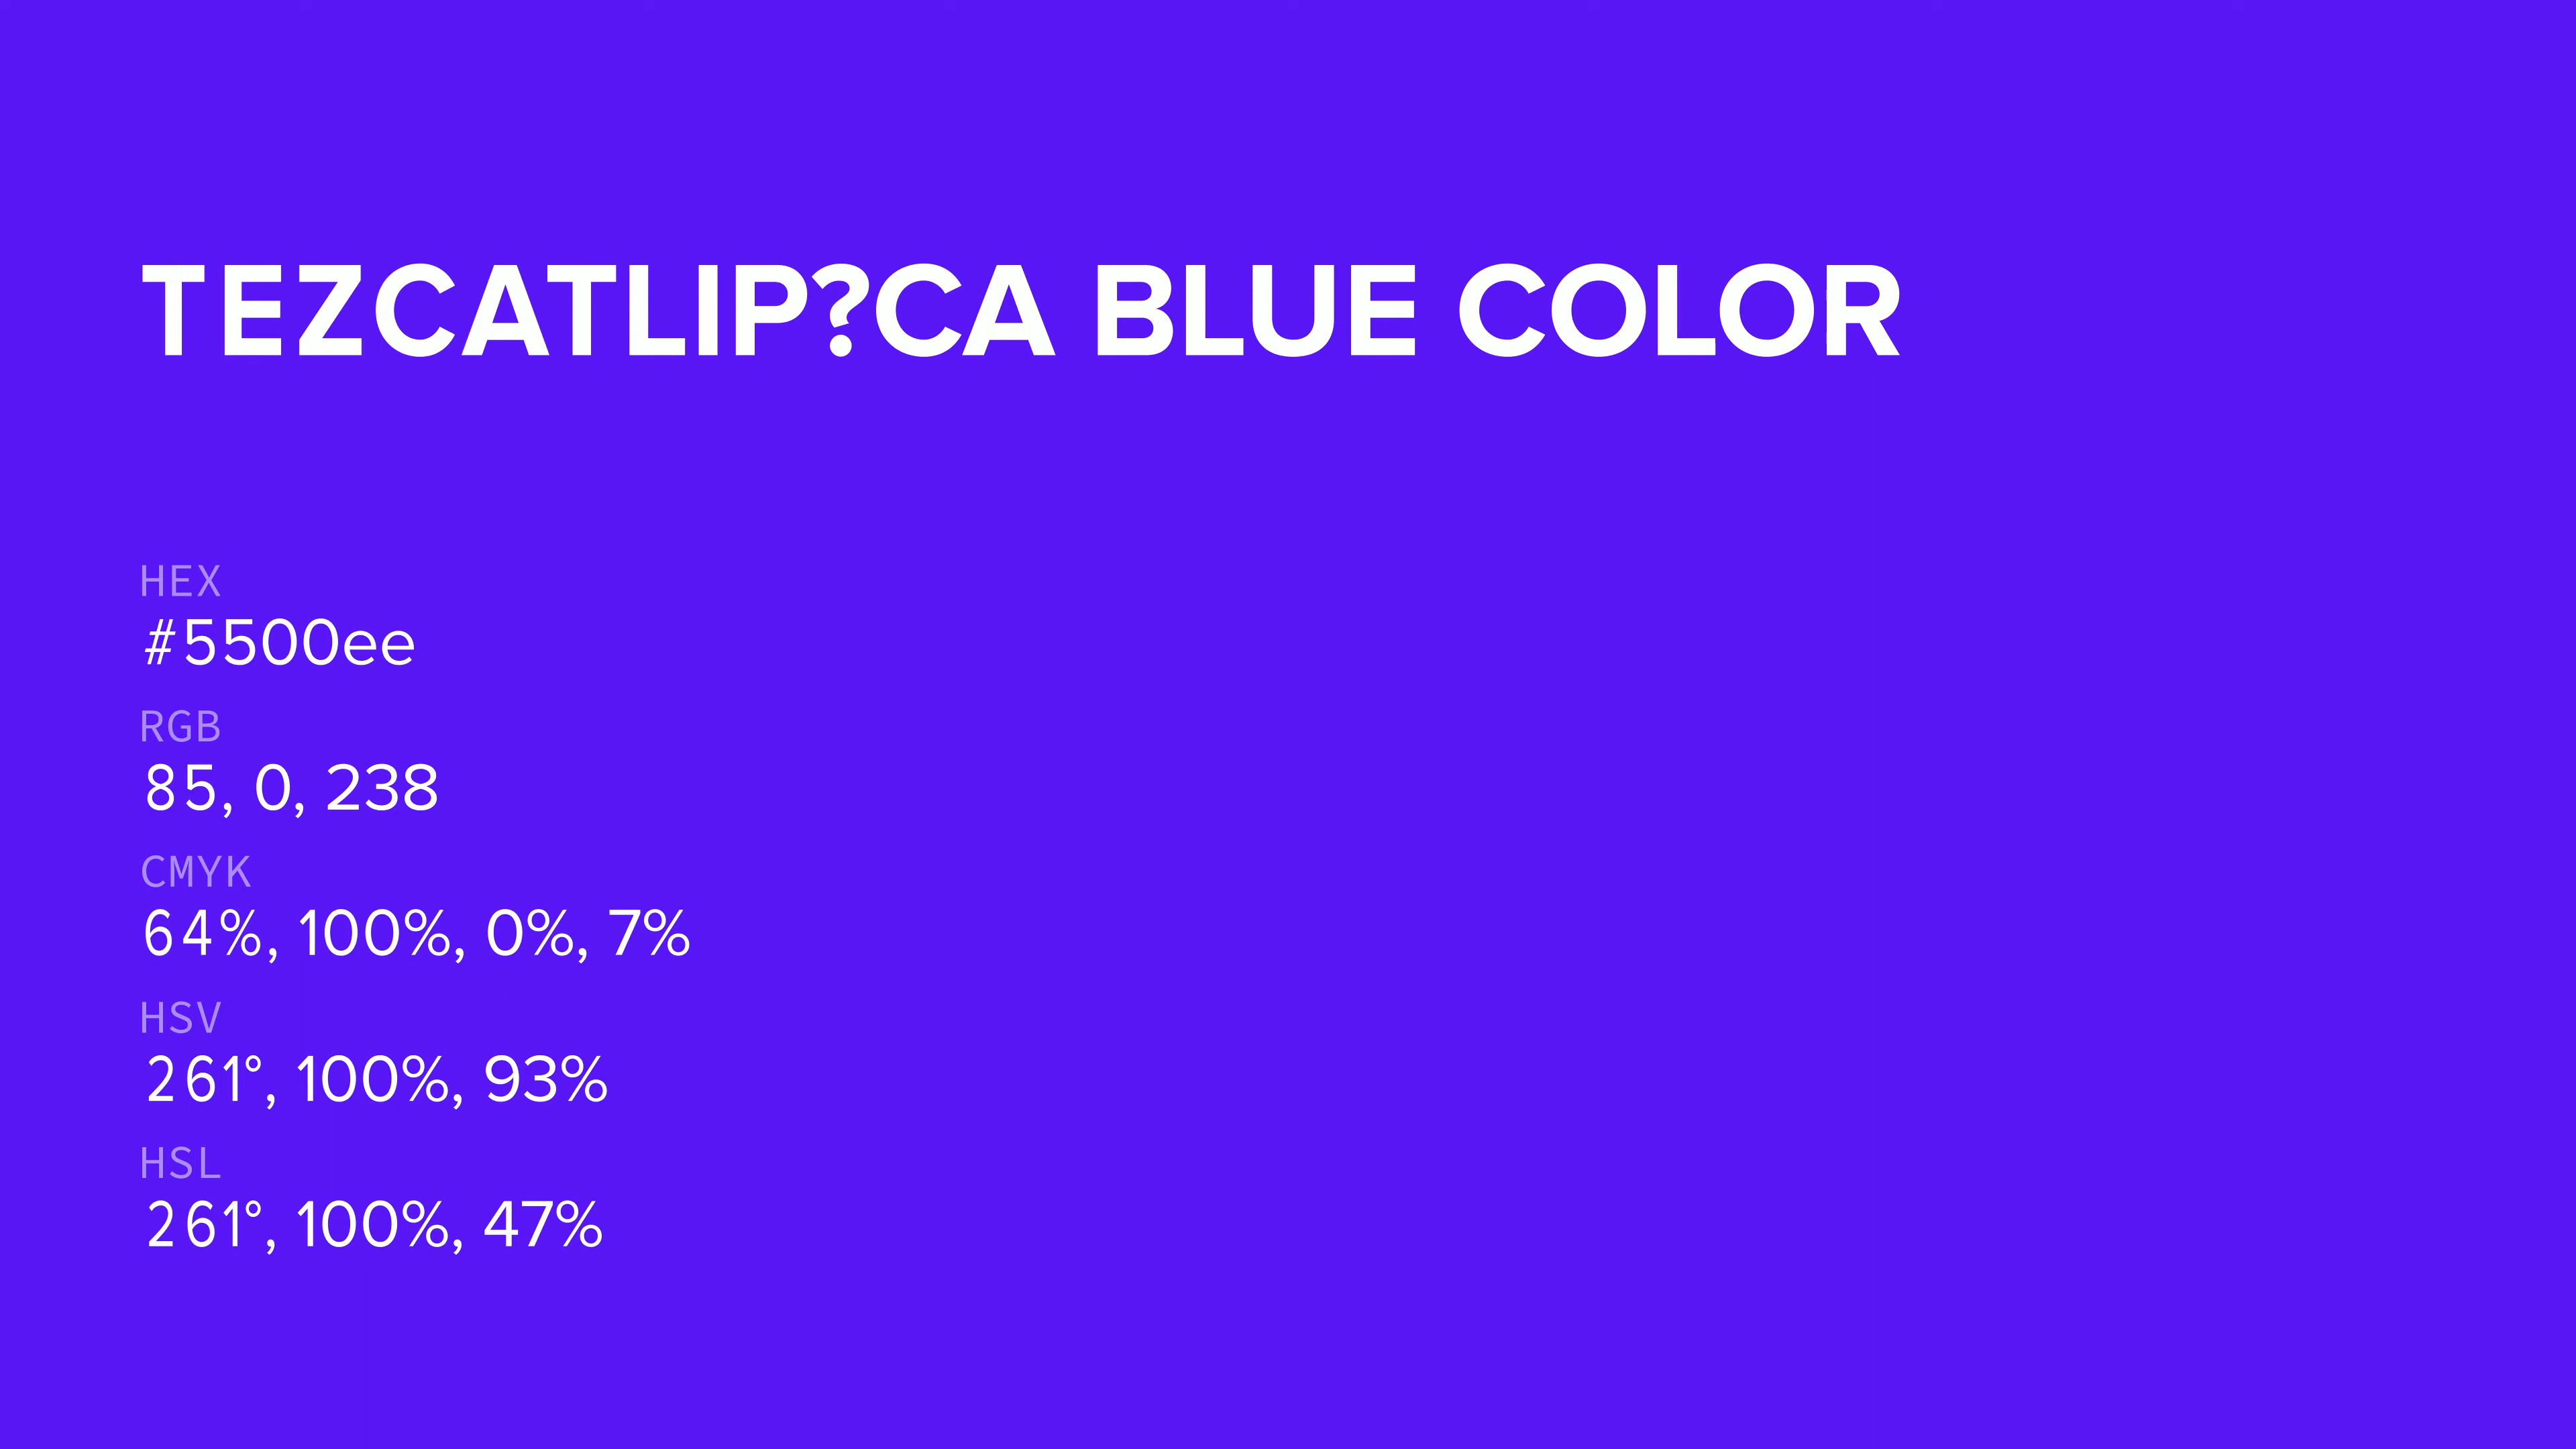 TEZCATLIP?CA BLUE COLOR
HEX
#5500ee
RGB
85, 0, 238
CMYK
64%, 100%, 0%, 7%
HSV
261°, 100%, 93%
HSL
261°, 100%, 47%